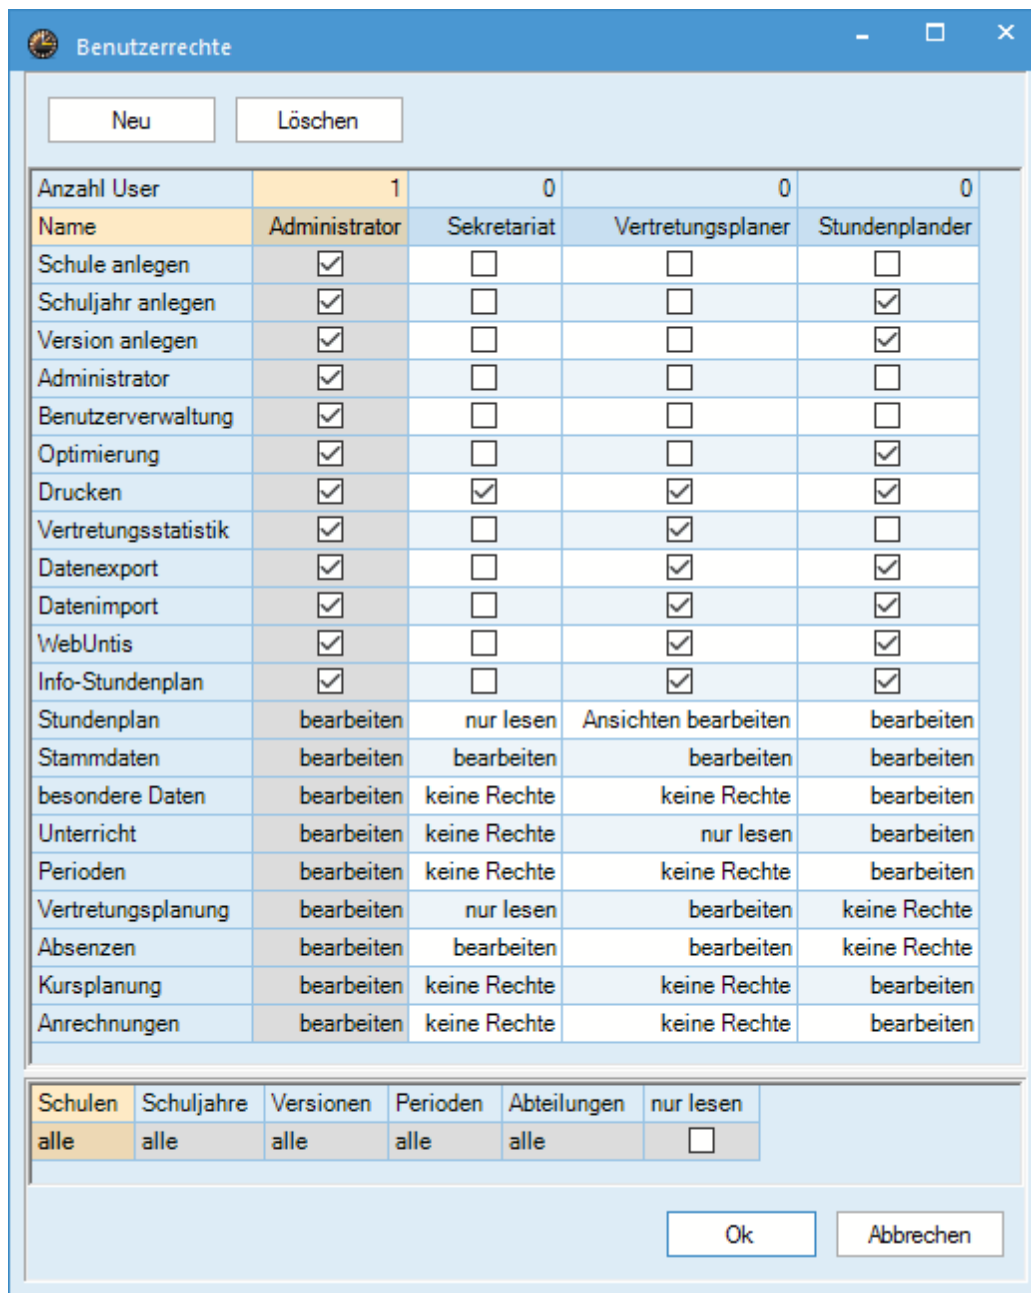 Benutzerrechte
Neu Löschen
Anzahl User 1 0 0 0
Name Administrator Sekretariat Vertretungsplaner Stundenplander
Schule anlegen
Schuljahr anlegen
Version anlegen
Administrator
Benutzerverwaltung
Optimierung
Drucken
Vertretungsstatistik
Datenexport
Datenimport
WebUntis
Info-Stundenplan
Stundenplan bearbeiten nur lesen Ansichten bearbeiten bearbeiten
Stammdaten bearbeiten bearbeiten bearbeiten bearbeiten
besondere Daten bearbeiten keine Rechte keine Rechte bearbeiten
Unterricht bearbeiten keine Rechte nur lesen bearbeiten
Perioden bearbeiten keine Rechte keine Rechte bearbeiten
Vertretungsplanung bearbeiten nur lesen bearbeiten keine Rechte
Absenzen bearbeiten bearbeiten bearbeiten keine Rechte
Kursplanung bearbeiten keine Rechte keine Rechte bearbeiten
Anrechnungen bearbeiten keine Rechte keine Rechte bearbeiten
Schulen Schuljahre Versionen Perioden Abteilungen nur lesen
alle alle alle alle alle
Ok Abbrechen